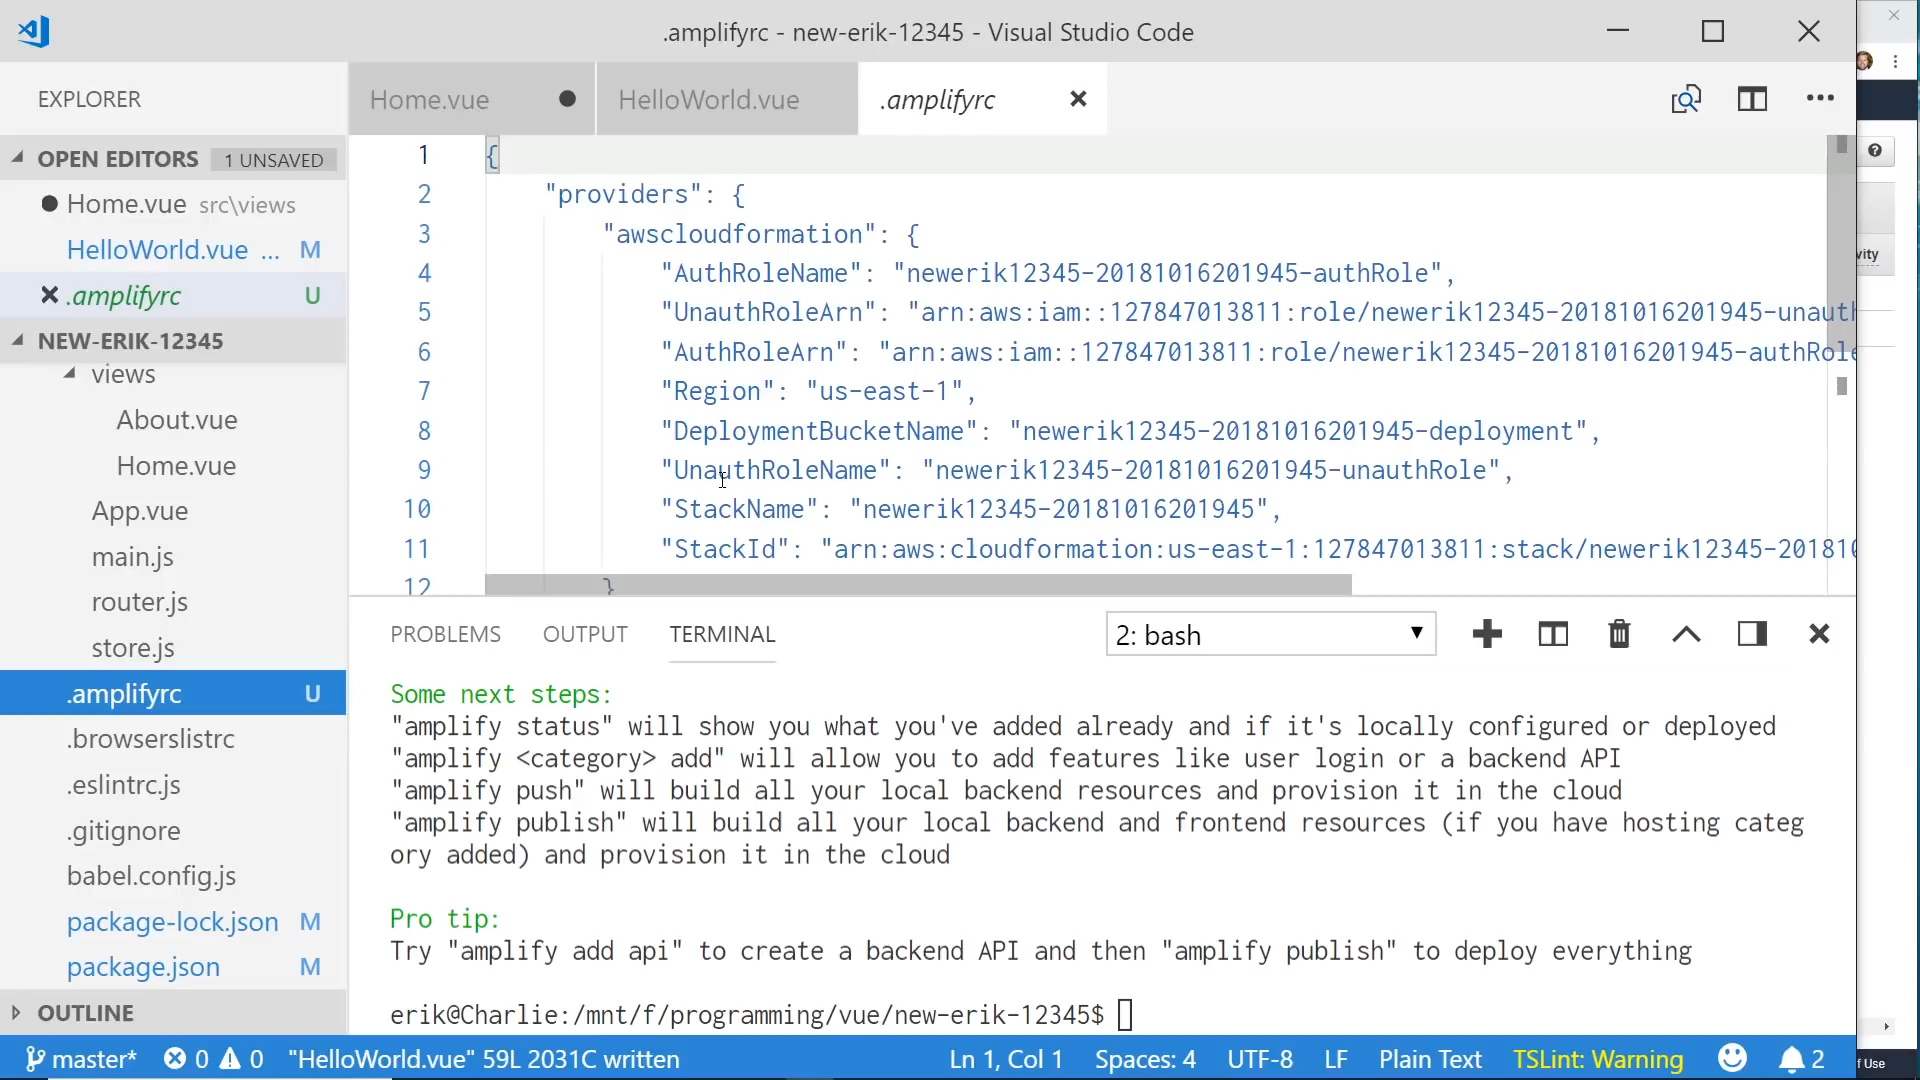 .amplifyrc - new-erik-12345 - Visual Studio Code
EXPLORER
Home.vue
HelloWorld.vue
.amplifyrc
OPEN EDITORS 1 UNSAVED
Home.vue src\views
HelloWorld.vue ... M
.amplifyrc U
NEW-ERIK-12345
views
About.vue
Home.vue
App.vue
main.js
router.js
store.js
.amplifyrc U
.browserslistrc
.eslintrc.js
.gitignore
babel.config.js
package-lock.json M
package.json M
OUTLINE
1 {
2 "providers": {
3 "awscloudformation": {
4 "AuthRoleName": "newerik12345-20181016201945-authRole",
5 "UnauthRoleArn": "arn:aws:iam::127847013811:role/newerik12345-20181016201945-unauth
6 "AuthRoleArn": "arn:aws:iam::127847013811:role/newerik12345-20181016201945-authRole
7 "Region": "us-east-1",
8 "DeploymentBucketName": "newerik12345-20181016201945-deployment",
9 "UnauthRoleName": "newerik12345-20181016201945-unauthRole",
10 "StackName": "newerik12345-20181016201945",
11 "StackId": "arn:aws:cloudformation:us-east-1:127847013811:stack/newerik12345-201810
12 }
PROBLEMS OUTPUT TERMINAL 2: bash
Some next steps:
"amplify status" will show you what you've added already and if it's locally configured or deployed
"amplify <category> add" will allow you to add features like user login or a backend API
"amplify push" will build all your local backend resources and provision it in the cloud
"amplify publish" will build all your local backend and frontend resources (if you have hosting categ
ory added) and provision it in the cloud
Pro tip:
Try "amplify add api" to create a backend API and then "amplify publish" to deploy everything
erik@Charlie:/mnt/f/programming/vue/new-erik-12345$
master* 0 0 "HelloWorld.vue" 59L 2031C written Ln 1, Col 1 Spaces: 4 UTF-8 LF Plain Text TSLint: Warning 2
vity
f Use